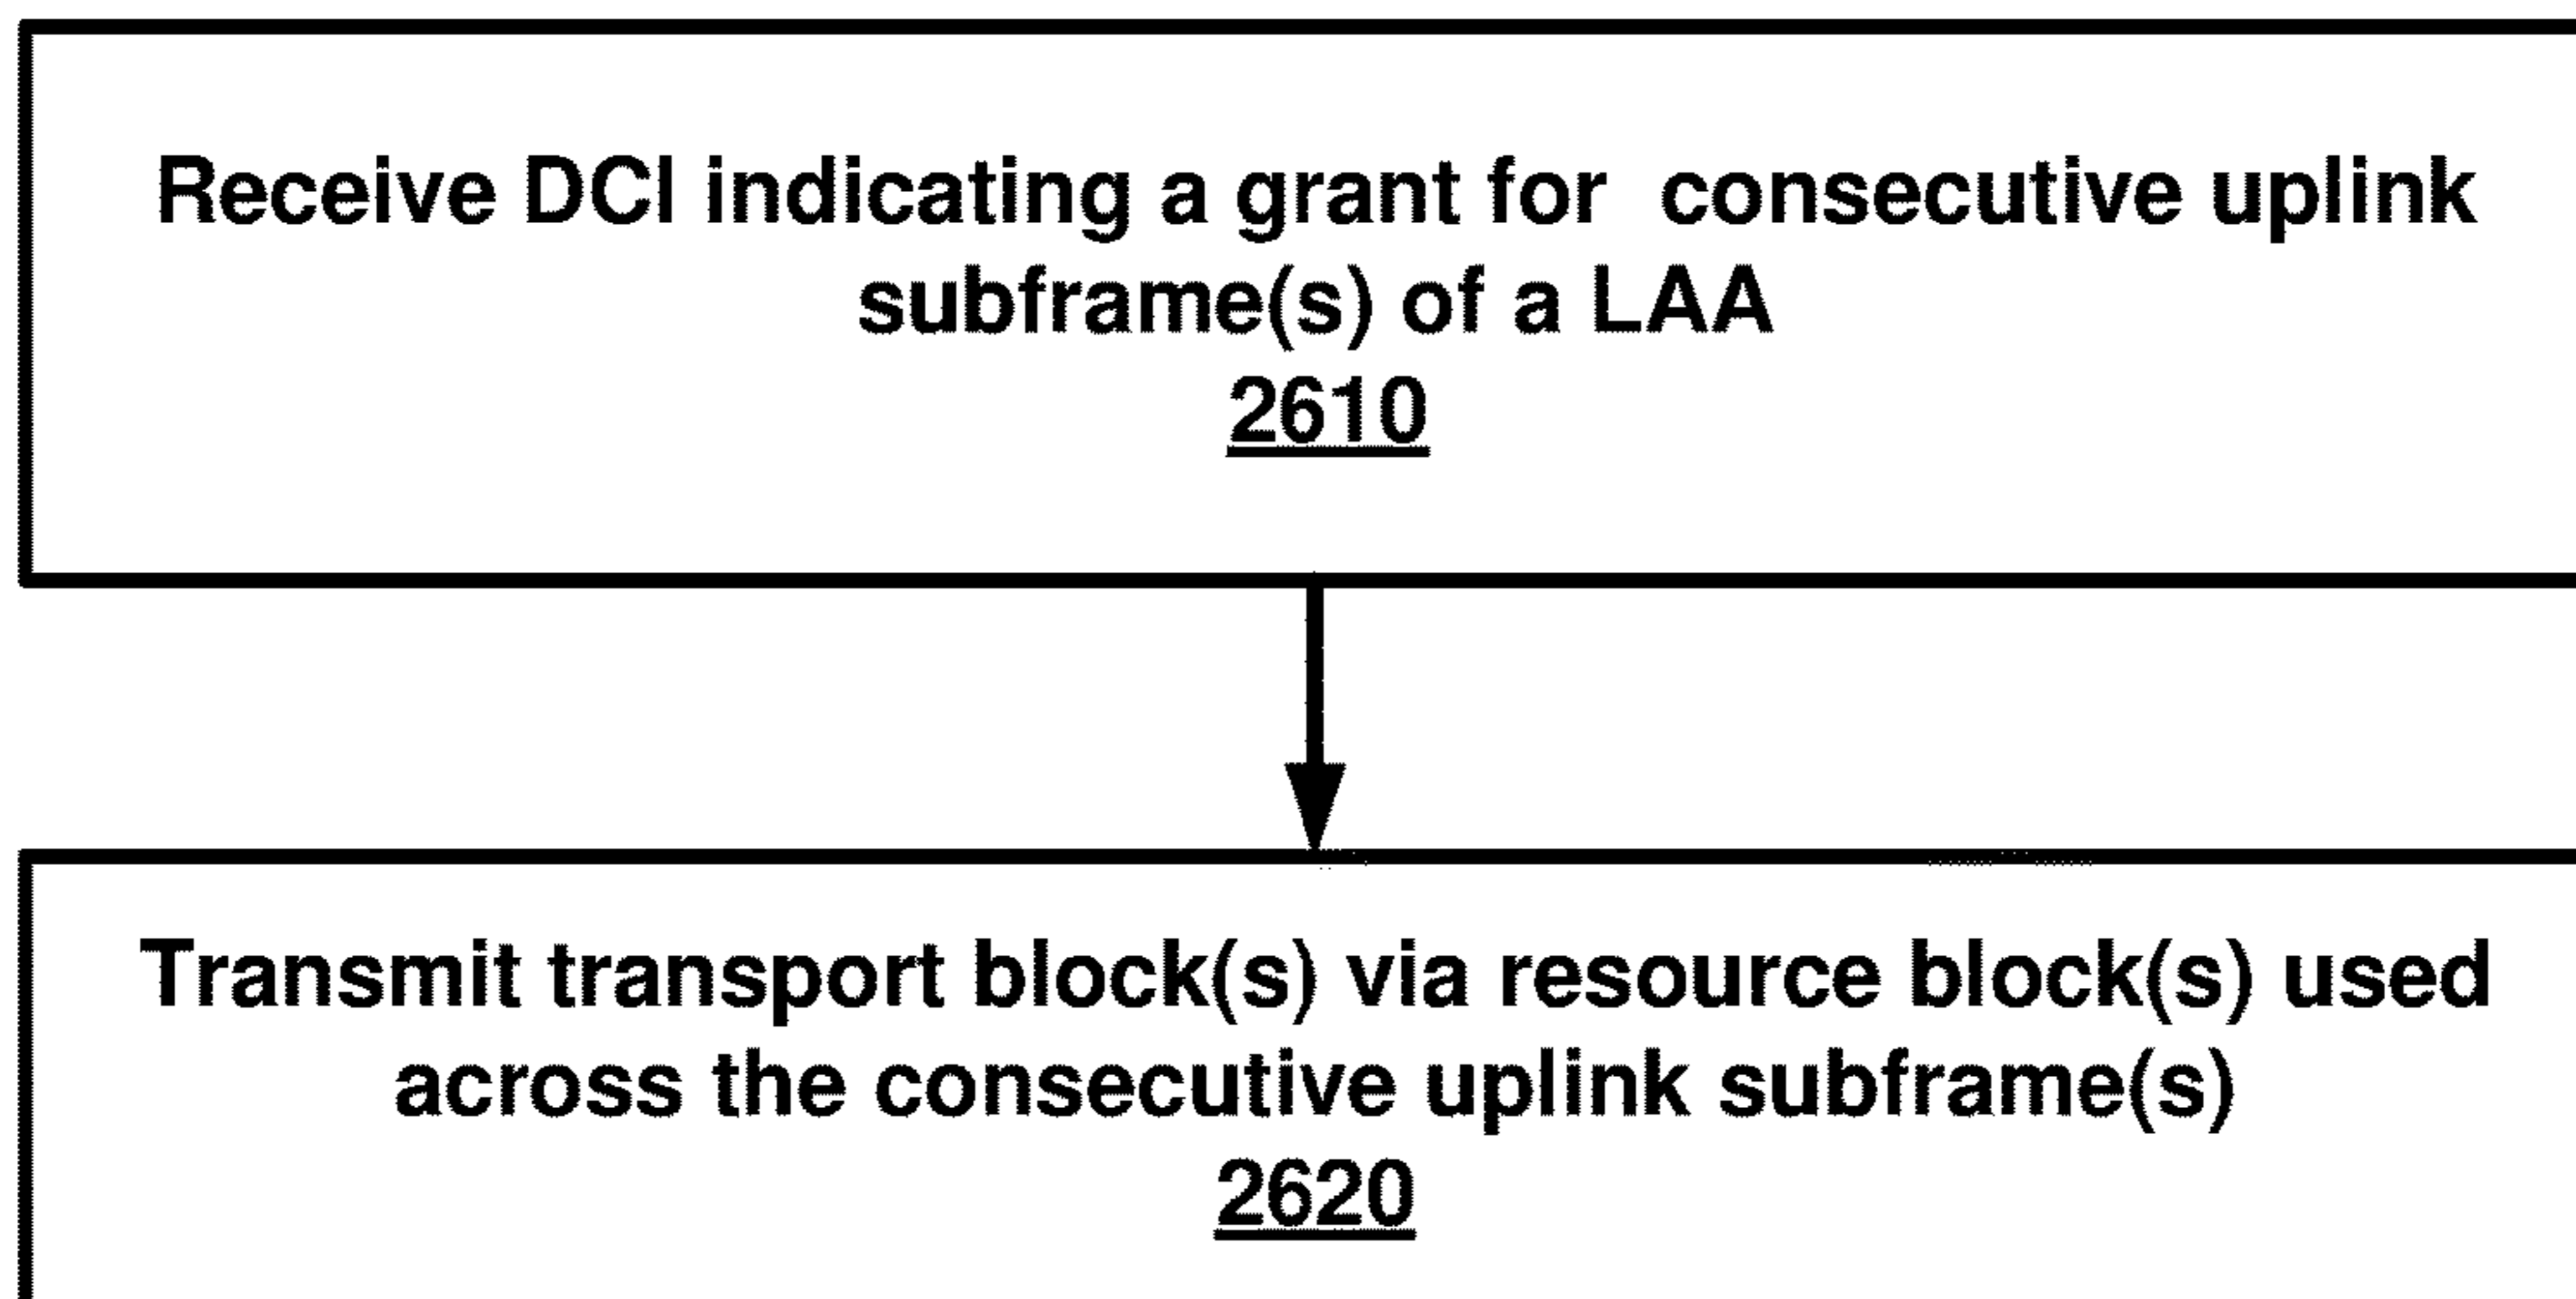 Receive DCI indicating a grant for consecutive uplink
subframe(s) of a LAA
2610
Transmit transport block(s) via resource block(s) used
across the consecutive uplink subframe(s)
2620